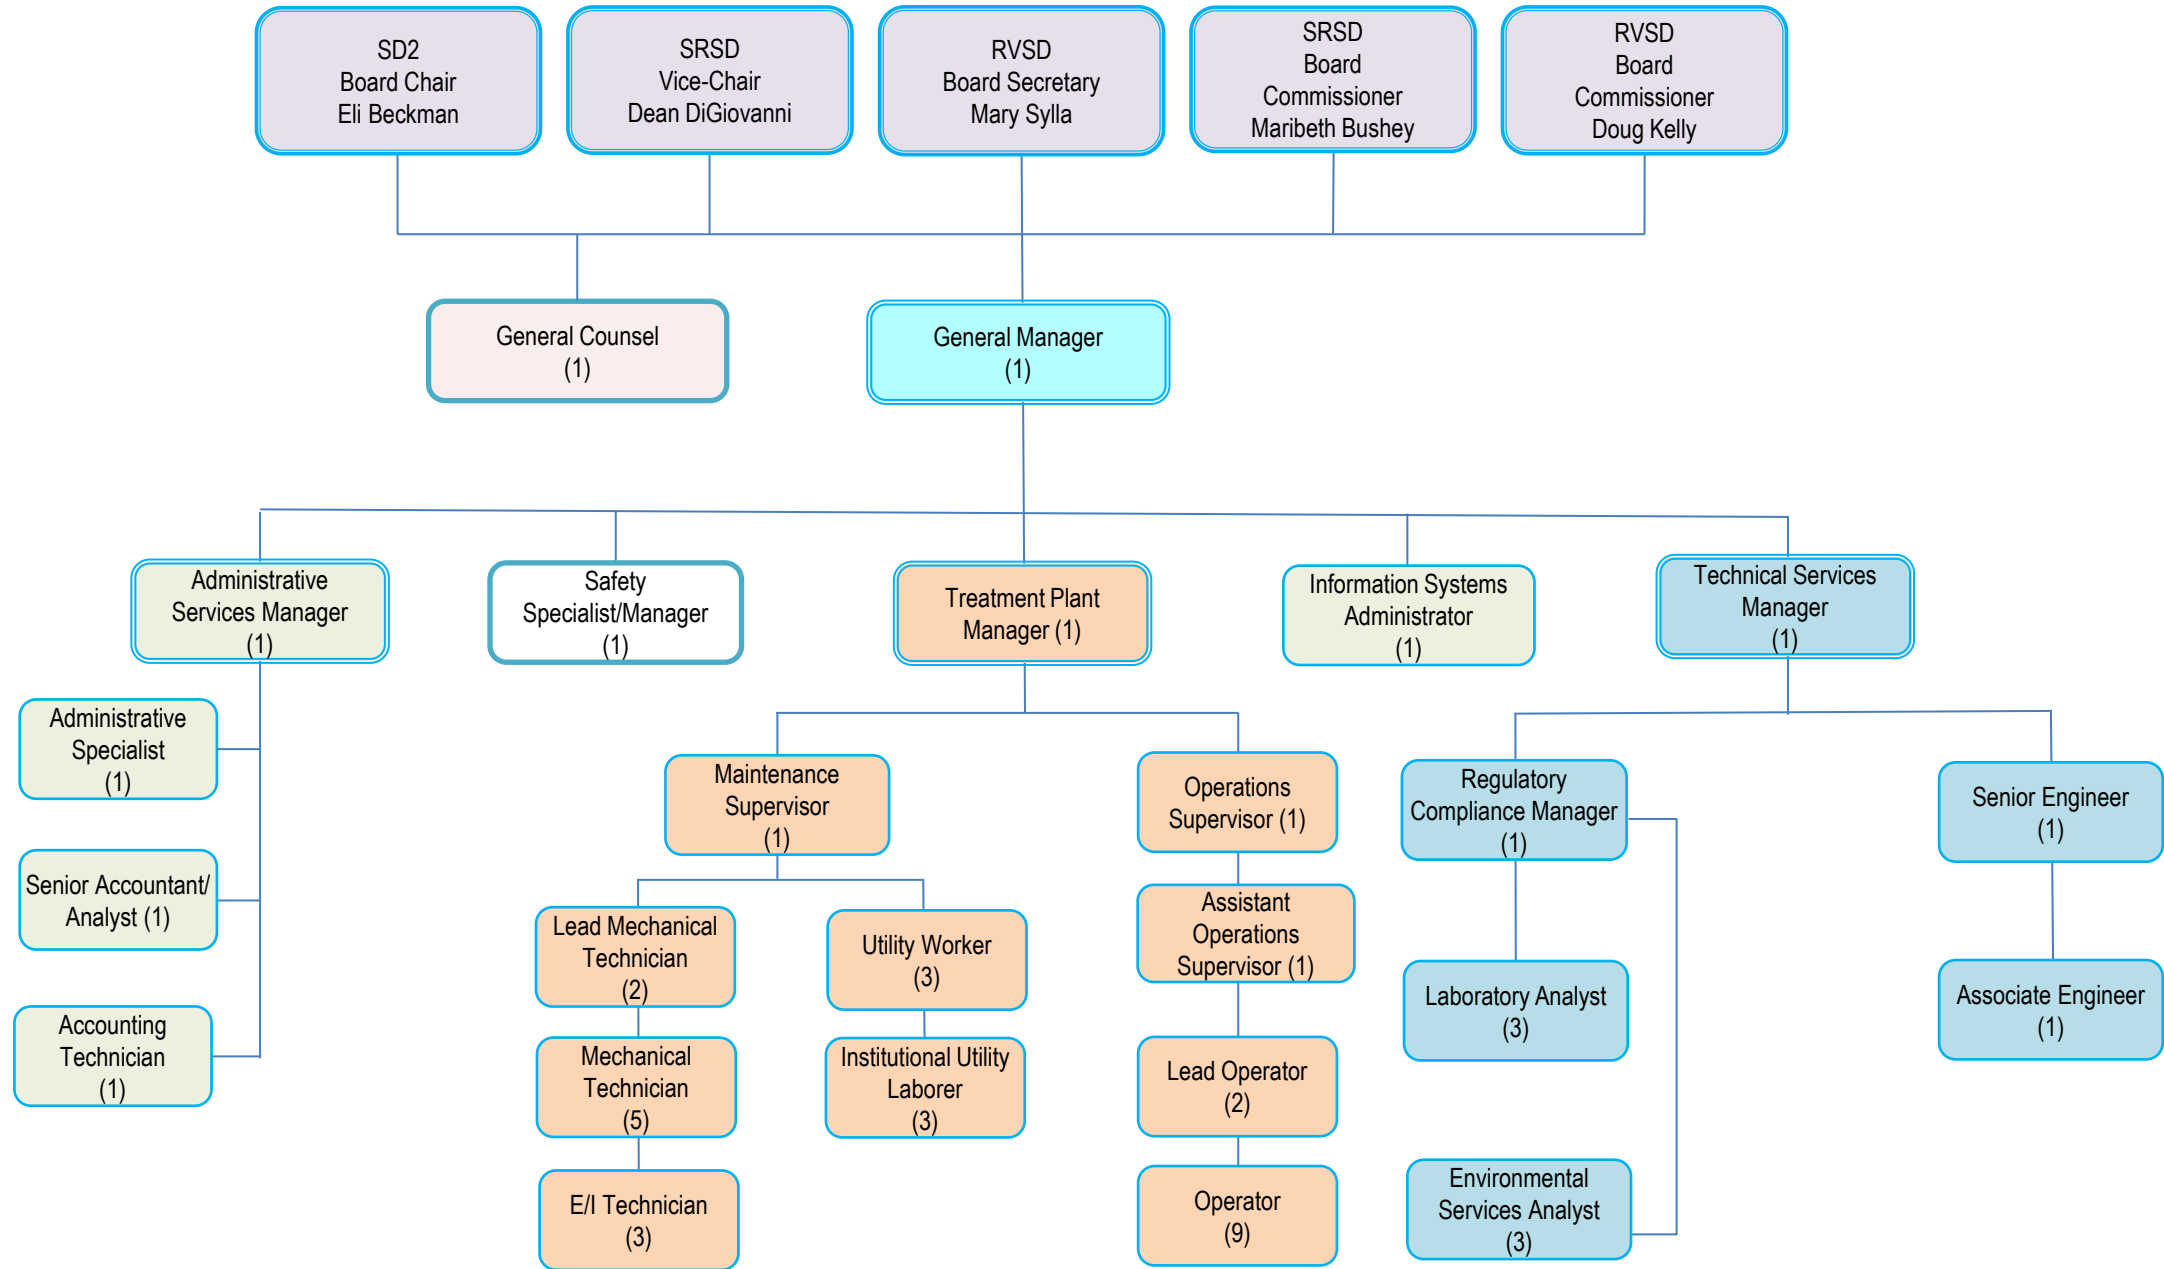 SD2
Board Chair
Eli Beckman
SRSD
Vice-Chair
Dean DiGiovanni
RVSD
Board Secretary
Mary Sylla
SRSD
Board
Commissioner
Maribeth Bushey
RVSD
Board
Commissioner
Doug Kelly
General Counsel
(1)
General Manager
(1)
Administrative
Services Manager
(1)
Safety
Specialist/Manager
(1)
Treatment Plant
Manager (1)
Information Systems
Administrator
(1)
Technical Services
Manager
(1)
Administrative
Specialist
(1)
Senior Accountant/
Analyst (1)
Accounting
Technician
(1)
Maintenance
Supervisor
(1)
Lead Mechanical
Technician
(2)
Mechanical
Technician
(5)
E/I Technician
(3)
Utility Worker
(3)
Institutional Utility
Laborer
(3)
Operations
Supervisor (1)
Assistant
Operations
Supervisor (1)
Lead Operator
(2)
Operator
(9)
Regulatory
Compliance Manager
(1)
Laboratory Analyst
(3)
Environmental
Services Analyst
(3)
Senior Engineer
(1)
Associate Engineer
(1)